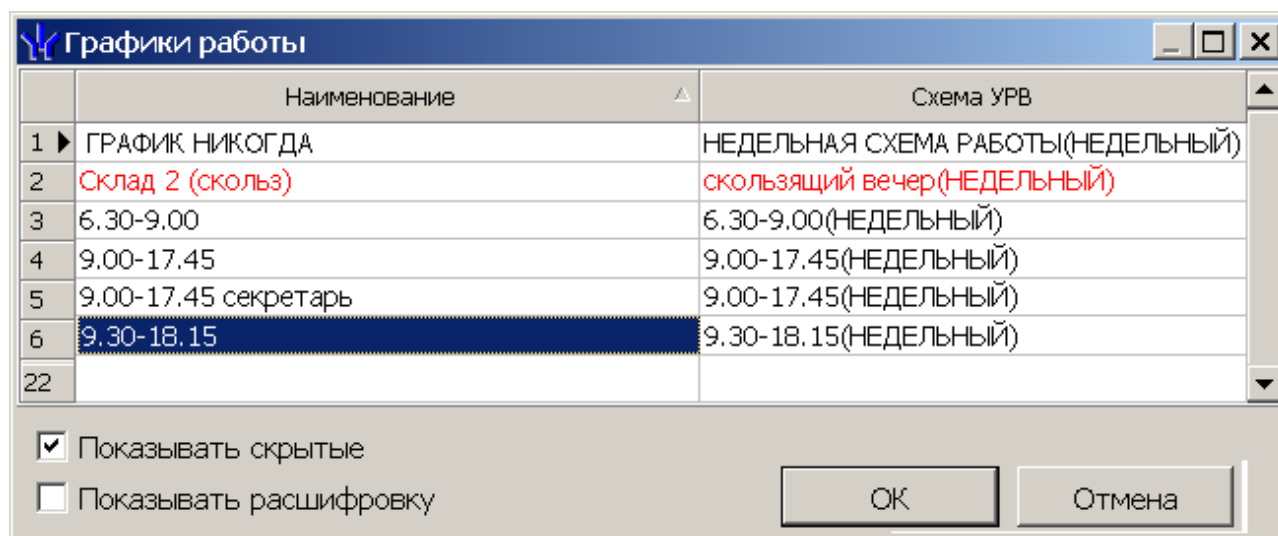 Графики работы
Наименование Схема УРВ
1 ГРАФИК НИКОГДА НЕДЕЛЬНАЯ СХЕМА РАБОТЫ(НЕДЕЛЬНЫЙ)
2 Склад 2 (скольз) скользящий вечер(НЕДЕЛЬНЫЙ)
3 6.30-9.00 6.30-9.00(НЕДЕЛЬНЫЙ)
4 9.00-17.45 9.00-17.45(НЕДЕЛЬНЫЙ)
5 9.00-17.45 секретарь 9.00-17.45(НЕДЕЛЬНЫЙ)
6 9.30-18.15 9.30-18.15(НЕДЕЛЬНЫЙ)
22
Показывать скрытые
Показывать расшифровку
ОК Отмена